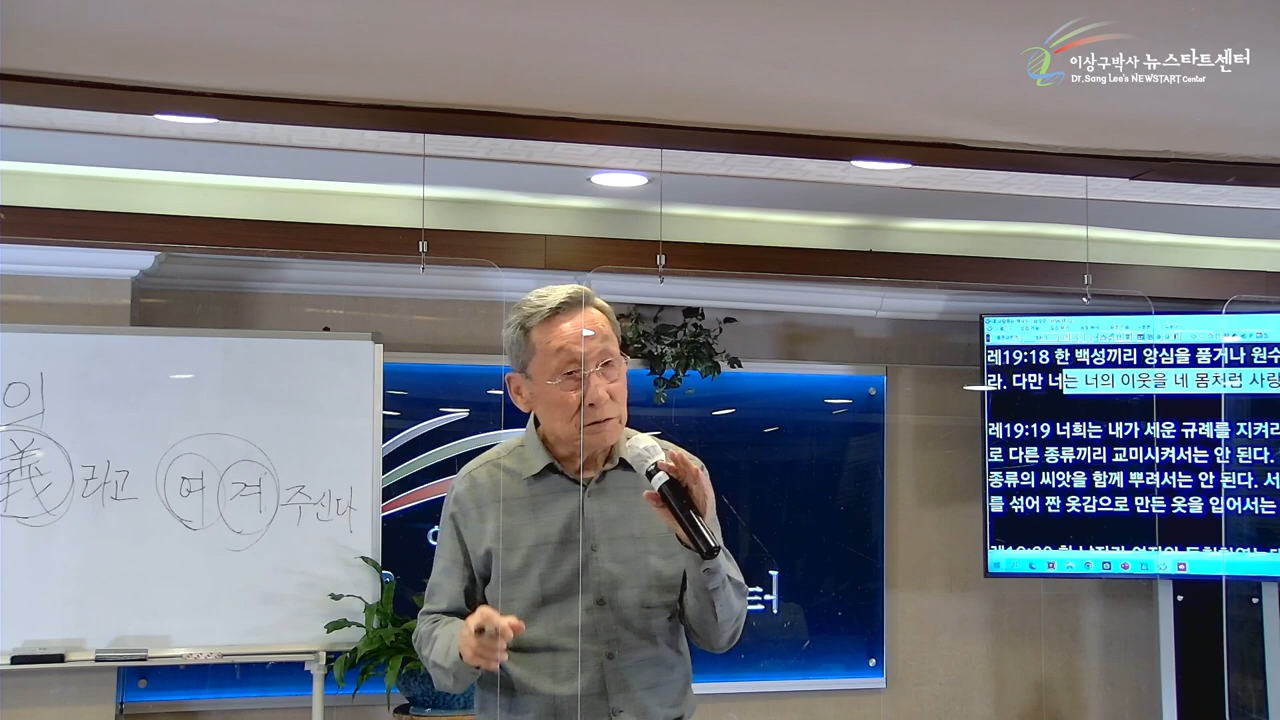 이상구박사 뉴스타트센터
Dr. Sang Lee's NEWSTART Center
의
義라고 여겨주신다
레19:18 한 백성끼리 앙심을 품거나 원수
라. 다만 너는 너의 이웃을 네 몸처럼 사랑
레19:19 너희는 내가 세운 규례를 지켜라
로 다른 종류끼리 교미시켜서는 안 된다.
종류의 씨앗을 함께 뿌려서는 안 된다. 서
를 섞어 짠 옷감으로 만든 옷을 입어서는
터